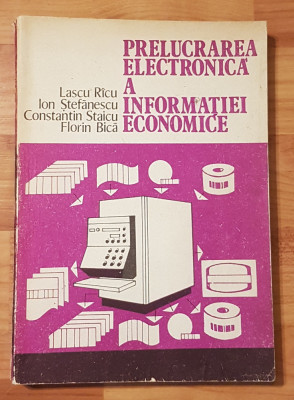 PRELUCRAREA
ELECTRONICĂ
A
INFORMAȚIEI
ECONOMICE
Lascu Rîcu
Ion Ștefănescu
Constantin Staicu
Florin Bică